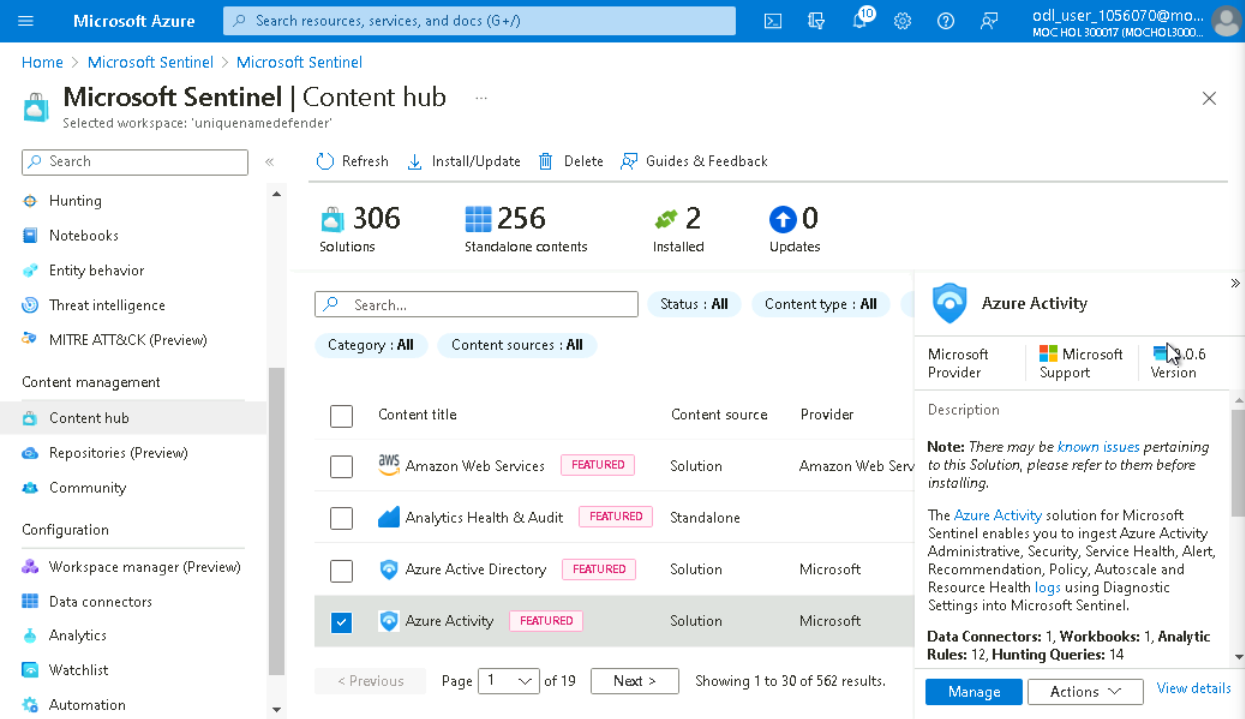 Microsoft Azure
Search resources, services, and docs (G+/)
10
odl_user_1056070@mo...
MOC HOL 300017 (MOCHOL3000...
Home > Microsoft Sentinel > Microsoft Sentinel
Microsoft Sentinel | Content hub ...
Selected workspace: 'uniquenamedefender'
Search
«
Refresh
Install/Update
Delete
Guides & Feedback
Hunting
Notebooks
Entity behavior
Threat intelligence
MITRE ATT&CK (Preview)
Content management
Content hub
Repositories (Preview)
Community
Configuration
Workspace manager (Preview)
Data connectors
Analytics
Watchlist
Automation
306
Solutions
256
Standalone contents
2
Installed
0
Updates
Search...
Status : All
Content type : All
Category : All
Content sources : All
Content title Content source Provider
aws Amazon Web Services FEATURED Solution Amazon Web Serv
Analytics Health & Audit FEATURED Standalone
Azure Active Directory FEATURED Solution Microsoft
Azure Activity FEATURED Solution Microsoft
< Previous Page 1 of 19 Next > Showing 1 to 30 of 562 results.
»
Azure Activity
Microsoft
Provider
Microsoft
Support
.0.6
Version
Description
Note: There may be known issues pertaining
to this Solution, please refer to them before
installing.
The Azure Activity solution for Microsoft
Sentinel enables you to ingest Azure Activity
Administrative, Security, Service Health, Alert,
Recommendation, Policy, Autoscale and
Resource Health logs using Diagnostic
Settings into Microsoft Sentinel.
Data Connectors: 1, Workbooks: 1, Analytic
Rules: 12, Hunting Queries: 14
Manage
Actions
View details